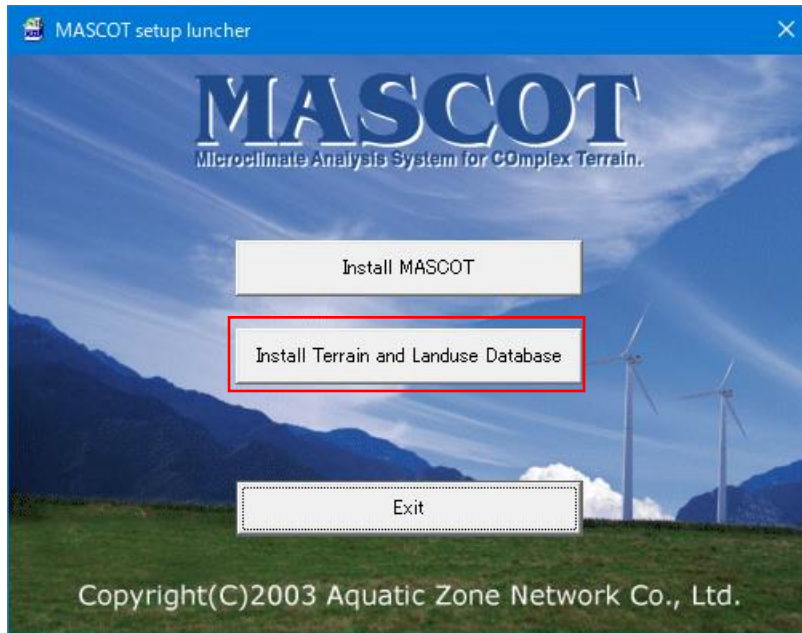 MASCOT setup luncher
MASCOT
Microclimate Analysis System for COmplex Terrain.
Install MASCOT
Install Terrain and Landuse Database
Exit
Copyright(C)2003 Aquatic Zone Network Co., Ltd.